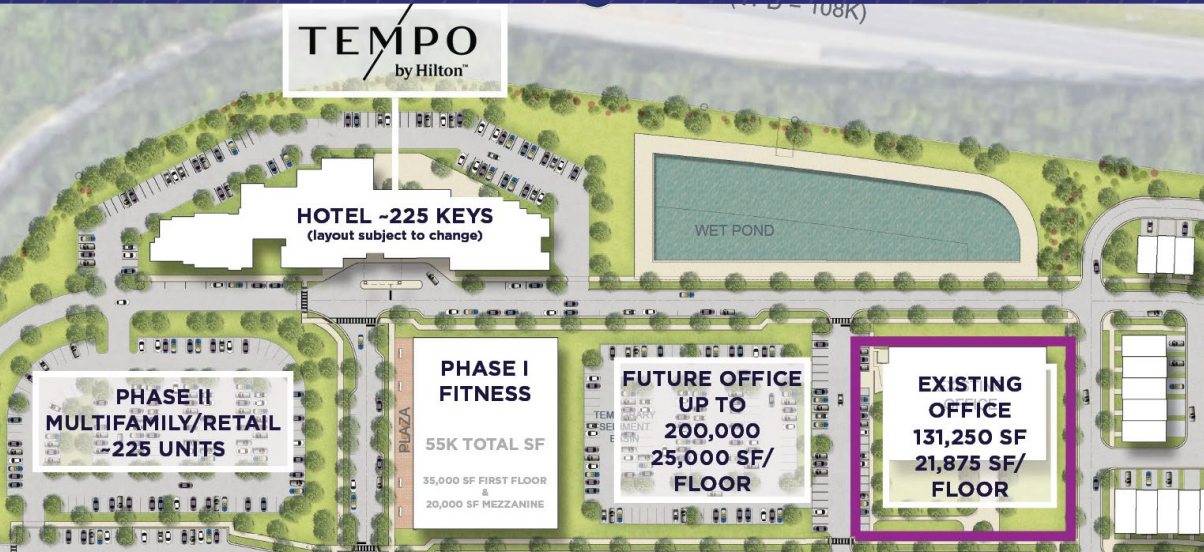 = 108K)
TEMPO
by Hilton™
HOTEL ~225 KEYS
(layout subject to change)
WET POND
PHASE II
MULTIFAMILY/RETAIL
~225 UNITS
PLAZA
PHASE I
FITNESS
55K TOTAL SF
35,000 SF FIRST FLOOR
&
20,000 SF MEZZANINE
FUTURE OFFICE
UP TO
200,000
25,000 SF/
FLOOR
EXISTING
OFFICE
131,250 SF
21,875 SF/
FLOOR